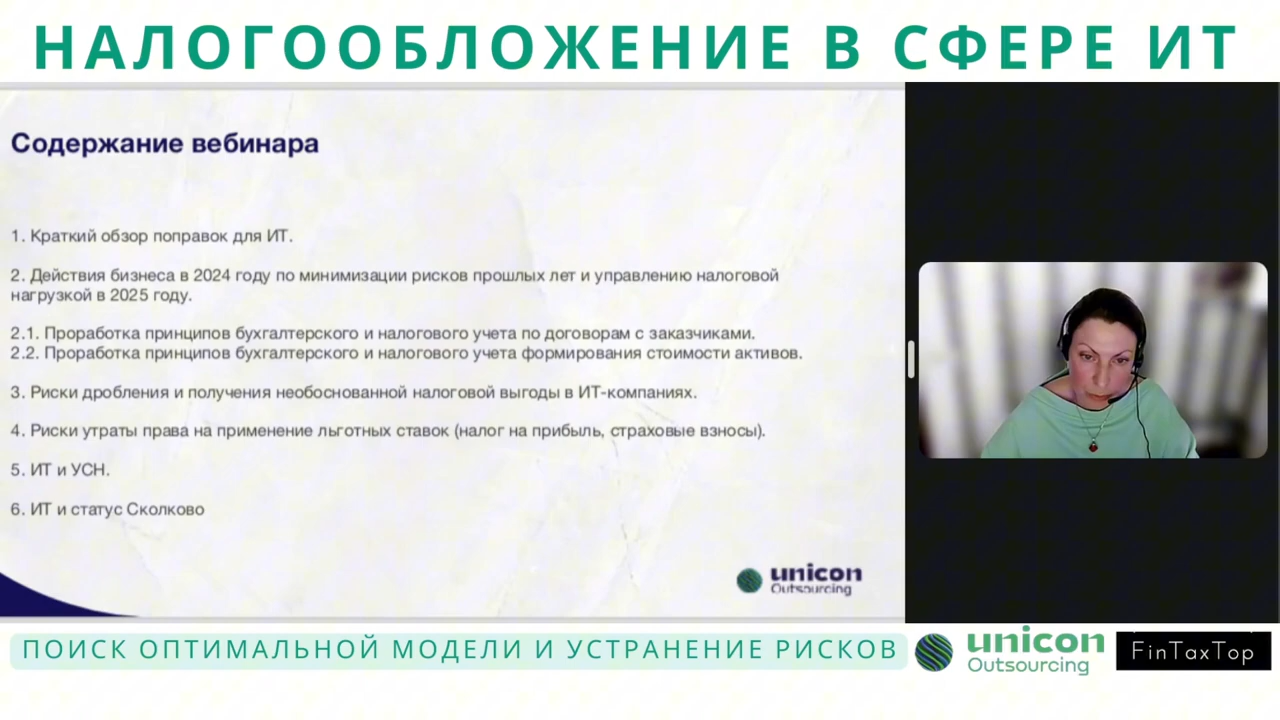 НАЛОГООБЛОЖЕНИЕ В СФЕРЕ ИТ
Содержание вебинара
1. Краткий обзор поправок для ИТ.
2. Действия бизнеса в 2024 году по минимизации рисков прошлых лет и управлению налоговой
нагрузкой в 2025 году.
2.1. Проработка принципов бухгалтерского и налогового учета по договорам с заказчиками.
2.2. Проработка принципов бухгалтерского и налогового учета формирования стоимости активов.
3. Риски дробления и получения необоснованной налоговой выгоды в ИТ-компаниях.
4. Риски утраты права на применение льготных ставок (налог на прибыль, страховые взносы).
5. ИТ и УСН.
6. ИТ и статус Сколково
unicon
Outsourcing
ПОИСК ОПТИМАЛЬНОЙ МОДЕЛИ И УСТРАНЕНИЕ РИСКОВ
unicon
Outsourcing
FinTaxTop